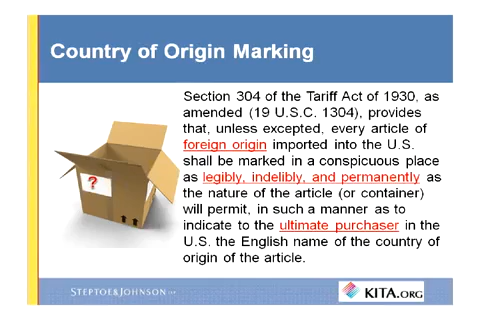 Country of Origin Marking
Section 304 of the Tariff Act of 1930, as
amended (19 U.S.C. 1304), provides
that, unless excepted, every article of
foreign origin imported into the U.S.
shall be marked in a conspicuous place
as legibly, indelibly, and permanently as
the nature of the article (or container)
will permit, in such a manner as to
indicate to the ultimate purchaser in the
U.S. the English name of the country of
origin of the article.
?
STEPTOE&JOHNSON LLP
KITA.ORG